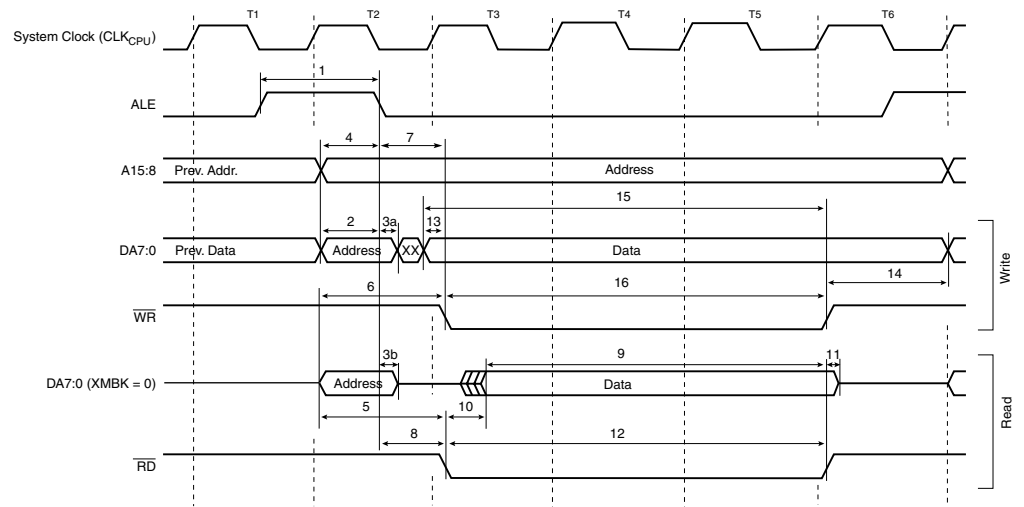 T1 T2 T3 T4 T5 T6
System Clock (CLKCPU)
1
ALE
4 7
A15:8 Prev. Addr. Address
15
2 3a 13
DA7:0 Prev. Data Address XX Data
14
6 16
WR
Write
3b 9 11
DA7:0 (XMBK = 0) Address Data
5 10
8 12
RD
Read